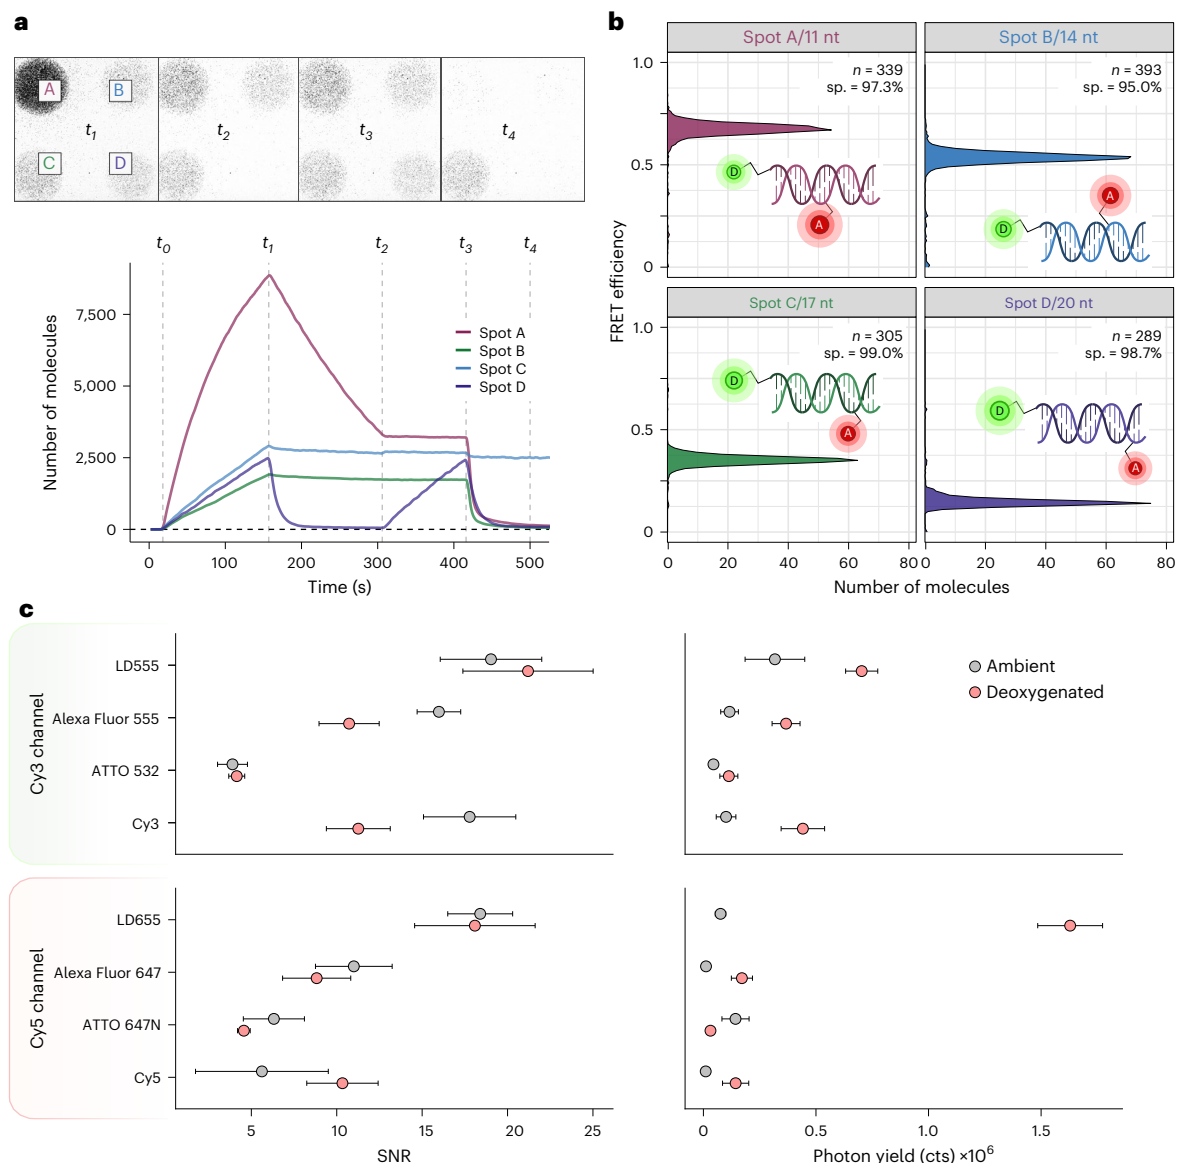 a
A
B
C
D
t1
t2
t3
t4
t0
t1
t2
t3
t4
Number of molecules
7,500
5,000
2,500
0
Spot A
Spot B
Spot C
Spot D
0
100
200
300
400
500
Time (s)
b
Spot A/11 nt
n = 339
sp. = 97.3%
D
A
Spot B/14 nt
n = 393
sp. = 95.0%
D
A
FRET efficiency
1.0
0.5
0
Spot C/17 nt
n = 305
sp. = 99.0%
D
A
Spot D/20 nt
n = 289
sp. = 98.7%
D
A
1.0
0.5
0
0
20
40
60
80
0
20
40
60
80
Number of molecules
c
Cy3 channel
LD555
Alexa Fluor 555
ATTO 532
Cy3
Ambient
Deoxygenated
Cy5 channel
LD655
Alexa Fluor 647
ATTO 647N
Cy5
5
10
15
20
25
SNR
0
0.5
1.0
1.5
Photon yield (cts) ×10⁶